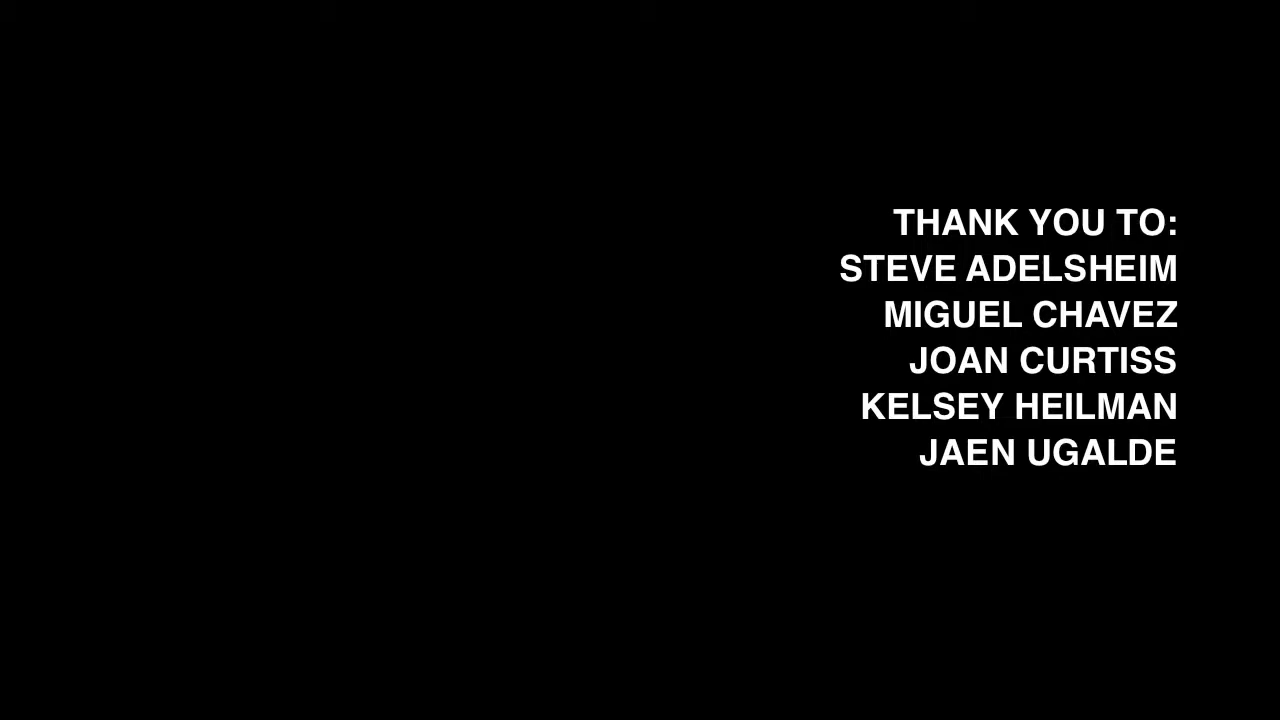 THANK YOU TO:
STEVE ADELSHEIM
MIGUEL CHAVEZ
JOAN CURTISS
KELSEY HEILMAN
JAEN UGALDE